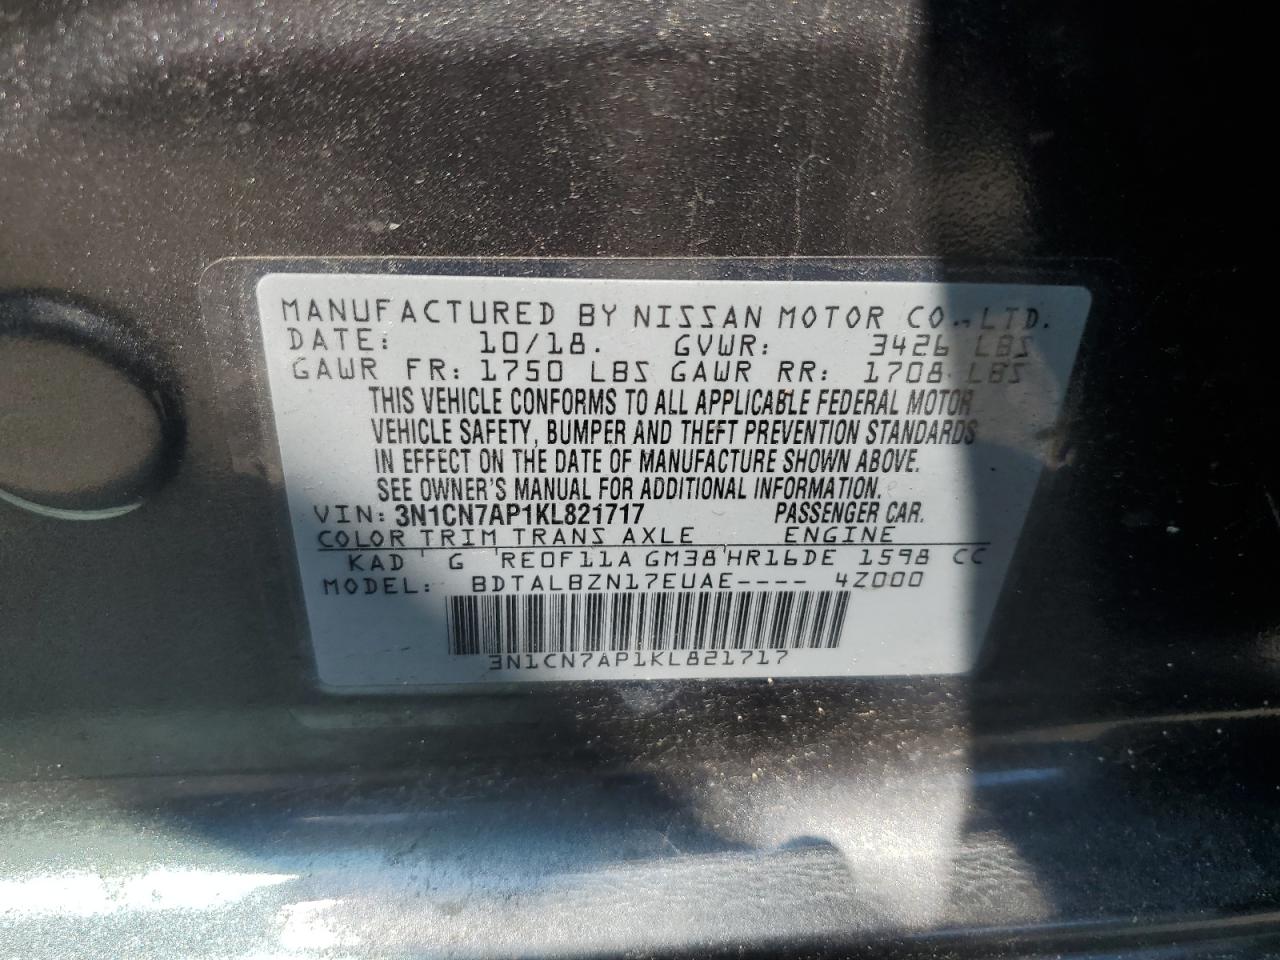 MANUFACTURED BY NISSAN MOTOR CO., LTD.
DATE: 10/18. GVWR: 3426 LBS
GAWR FR: 1750 LBS GAWR RR: 1708 LBS
THIS VEHICLE CONFORMS TO ALL APPLICABLE FEDERAL MOTOR
VEHICLE SAFETY, BUMPER AND THEFT PREVENTION STANDARDS
IN EFFECT ON THE DATE OF MANUFACTURE SHOWN ABOVE.
SEE OWNER'S MANUAL FOR ADDITIONAL INFORMATION.
VIN: 3N1CN7AP1KL821717 PASSENGER CAR.
COLOR TRIM TRANS AXLE ENGINE
KAD G RE0F11A GM38 HR16DE 1598 CC
MODEL: BDTALBZN17EUAE---- 4Z000
3N1CN7AP1KL821717